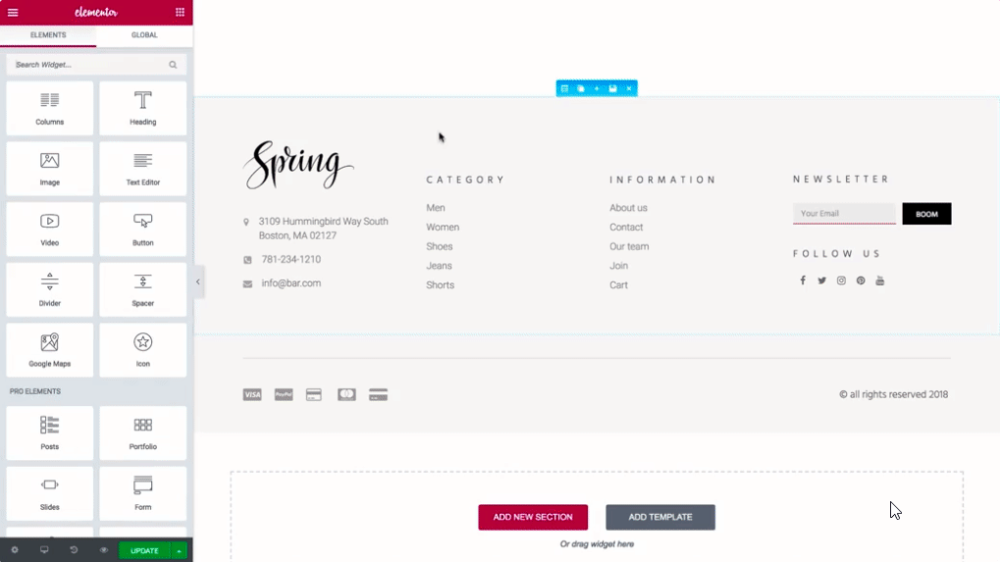 elementor
ELEMENTS
GLOBAL
Search Widget...
Columns
Heading
Image
Text Editor
Video
Button
Divider
Spacer
Google Maps
Icon
PRO ELEMENTS
Posts
Portfolio
Slides
Form
UPDATE
Spring
3109 Hummingbird Way South
Boston, MA 02127
781-234-1210
info@bar.com
CATEGORY
Men
Women
Shoes
Jeans
Shorts
INFORMATION
About us
Contact
Our team
Join
Cart
NEWSLETTER
Your Email
BOOM
FOLLOW US
VISA
PayPal
© all rights reserved 2018
ADD NEW SECTION
ADD TEMPLATE
Or drag widget here